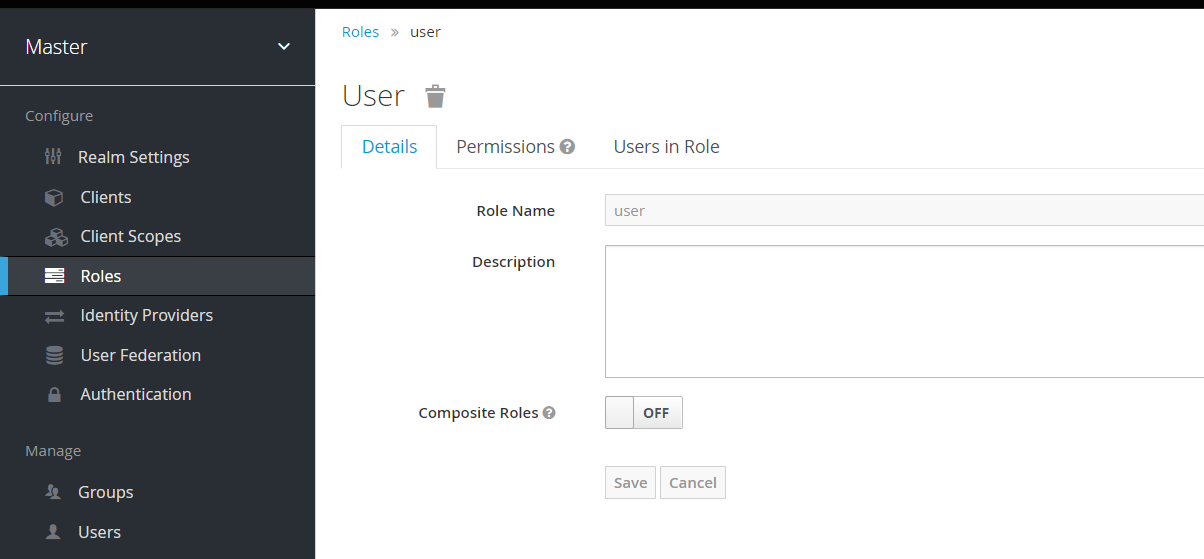 Master
Configure
Realm Settings
Clients
Client Scopes
Roles
Identity Providers
User Federation
Authentication
Manage
Groups
Users
Roles » user
User
Details Permissions ? Users in Role
Role Name user
Description
Composite Roles ? OFF
Save Cancel